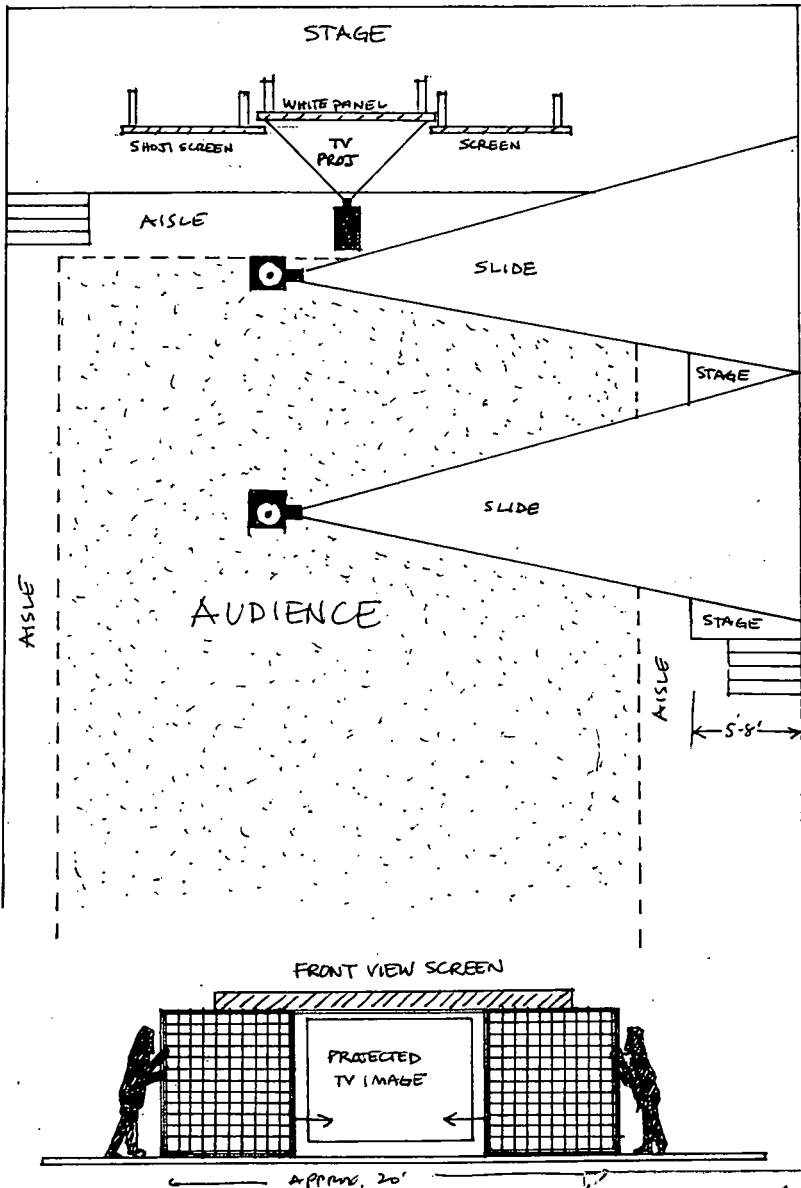 STAGE
WHITE PANEL
SHOJI SCREEN
TV
PROJ
SCREEN
AISLE
SLIDE
STAGE
SLIDE
AUDIENCE
AISLE
STAGE
AISLE
5'-8'
FRONT VIEW SCREEN
PROJECTED
TV IMAGE
APPROX. 20'